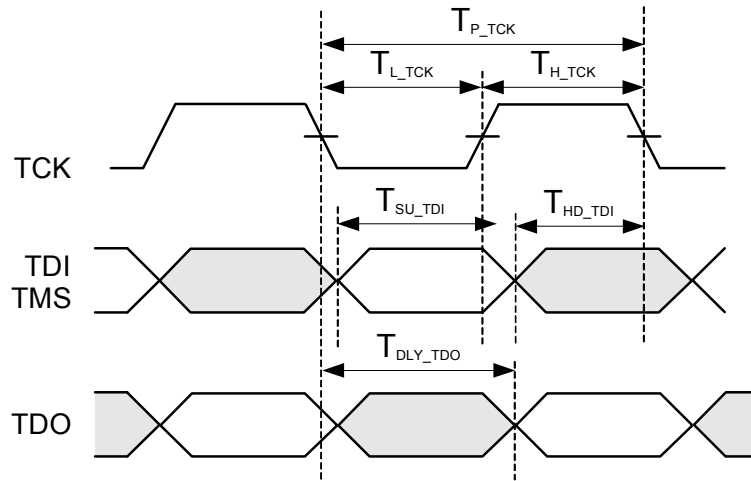 T_P_TCK
T_L_TCK T_H_TCK
TCK
T_SU_TDI T_HD_TDI
TDI
TMS
T_DLY_TDO
TDO